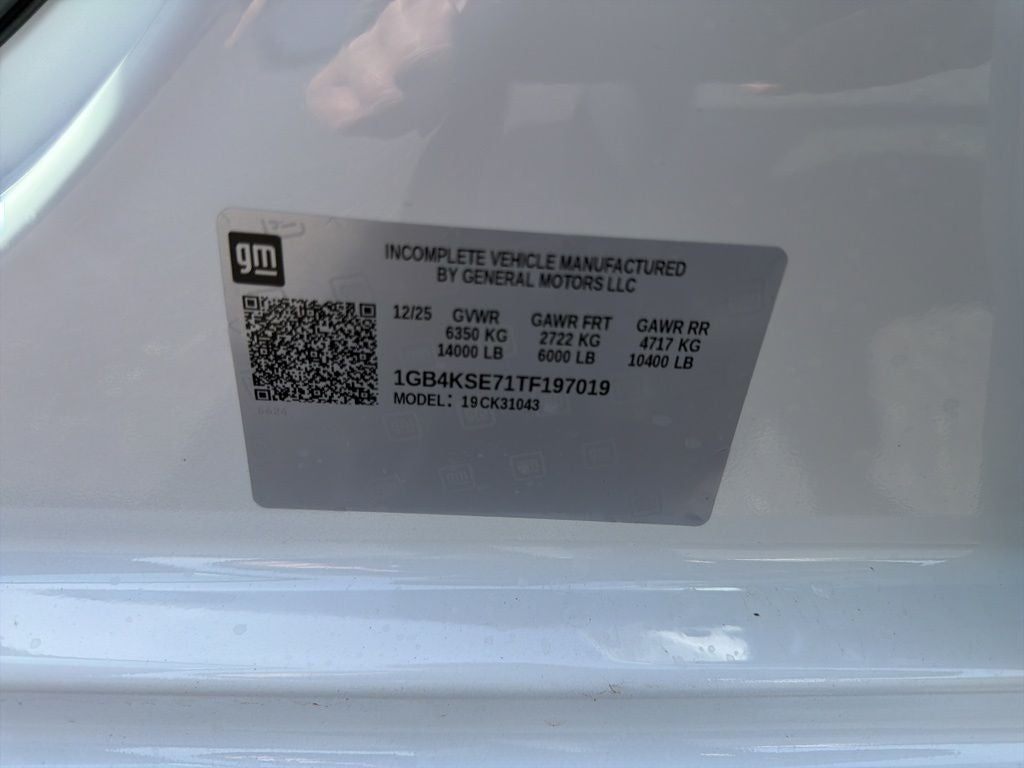 gm
INCOMPLETE VEHICLE MANUFACTURED
BY GENERAL MOTORS LLC
12/25 GVWR GAWR FRT GAWR RR
6350 KG 2722 KG 4717 KG
14000 LB 6000 LB 10400 LB
1GB4KSE71TF197019
MODEL: 19CK31043